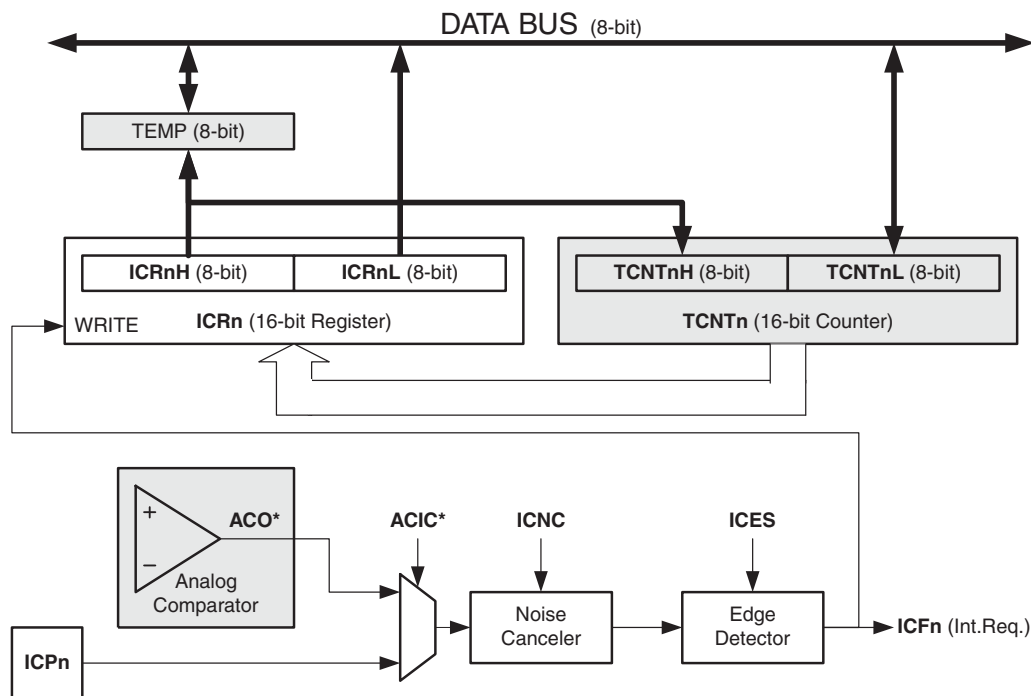 DATA BUS (8-bit)
TEMP (8-bit)
ICRnH (8-bit) ICRnL (8-bit) TCNTnH (8-bit) TCNTnL (8-bit)
WRITE ICRn (16-bit Register) TCNTn (16-bit Counter)
+
−
ACO* ACIC* ICNC ICES
Analog
Comparator
Noise
Canceler
Edge
Detector
ICFn (Int.Req.)
ICPn